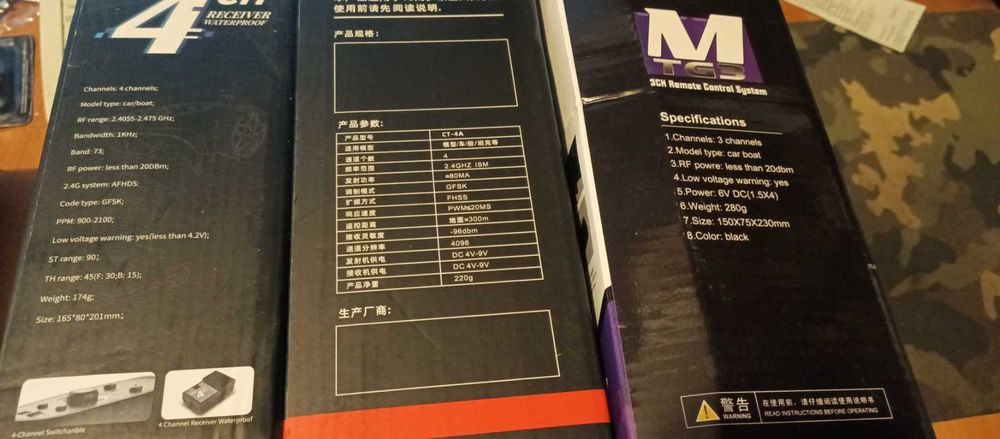 4
RECEIVER
WATERPROOF
Channels: 4 channels;
Model type: car/boat;
RF range: 2.4055-2.475 GHz;
Bandwidth: 1KHz;
Band: 73;
RF power: less than 20DBm;
2.4G system: AFHDS;
Code type: GFSK;
PPM: 900-2100;
Low voltage warning: yes(less than 4.2V);
ST range: 90;
TH range: 45(F: 30;B: 15);
Weight: 174g;
Size: 165*80*201mm;
4-Channel Switchanble
4 Channel Receiver Waterproof
使用前请先阅读说明.
产品规格:
产品参数:
产品型号 CT-4A
适用模型 模型/车/船/坦克等
通道个数 4
频率范围 2.4GHZ ISM
发射功率 ≈80MA
调制模式 GFSK
扩频方式 FHSS
响应速度 PWM≤20MS
遥控距离 地面≈300m
接收灵敏度 -96dbm
通道分辨率 4096
发射机供电 DC 4V-9V
接收机供电 DC 4V-9V
产品净重 220g
生产厂商:
M
TG3
3CH Remote Control System
Specifications
1.Channels: 3 channels
2.Model type: car boat
3.RF powre: less than 20dbm
4.Low voltage warning: yes
5.Power: 6V DC(1.5X4)
6.Weight: 280g
7.Size: 150X75X230mm
8.Color: black
警告
WARNING
在使用前, 请仔细阅读使用说明书
READ INSTRUCTIONS BEFORE OPERATING